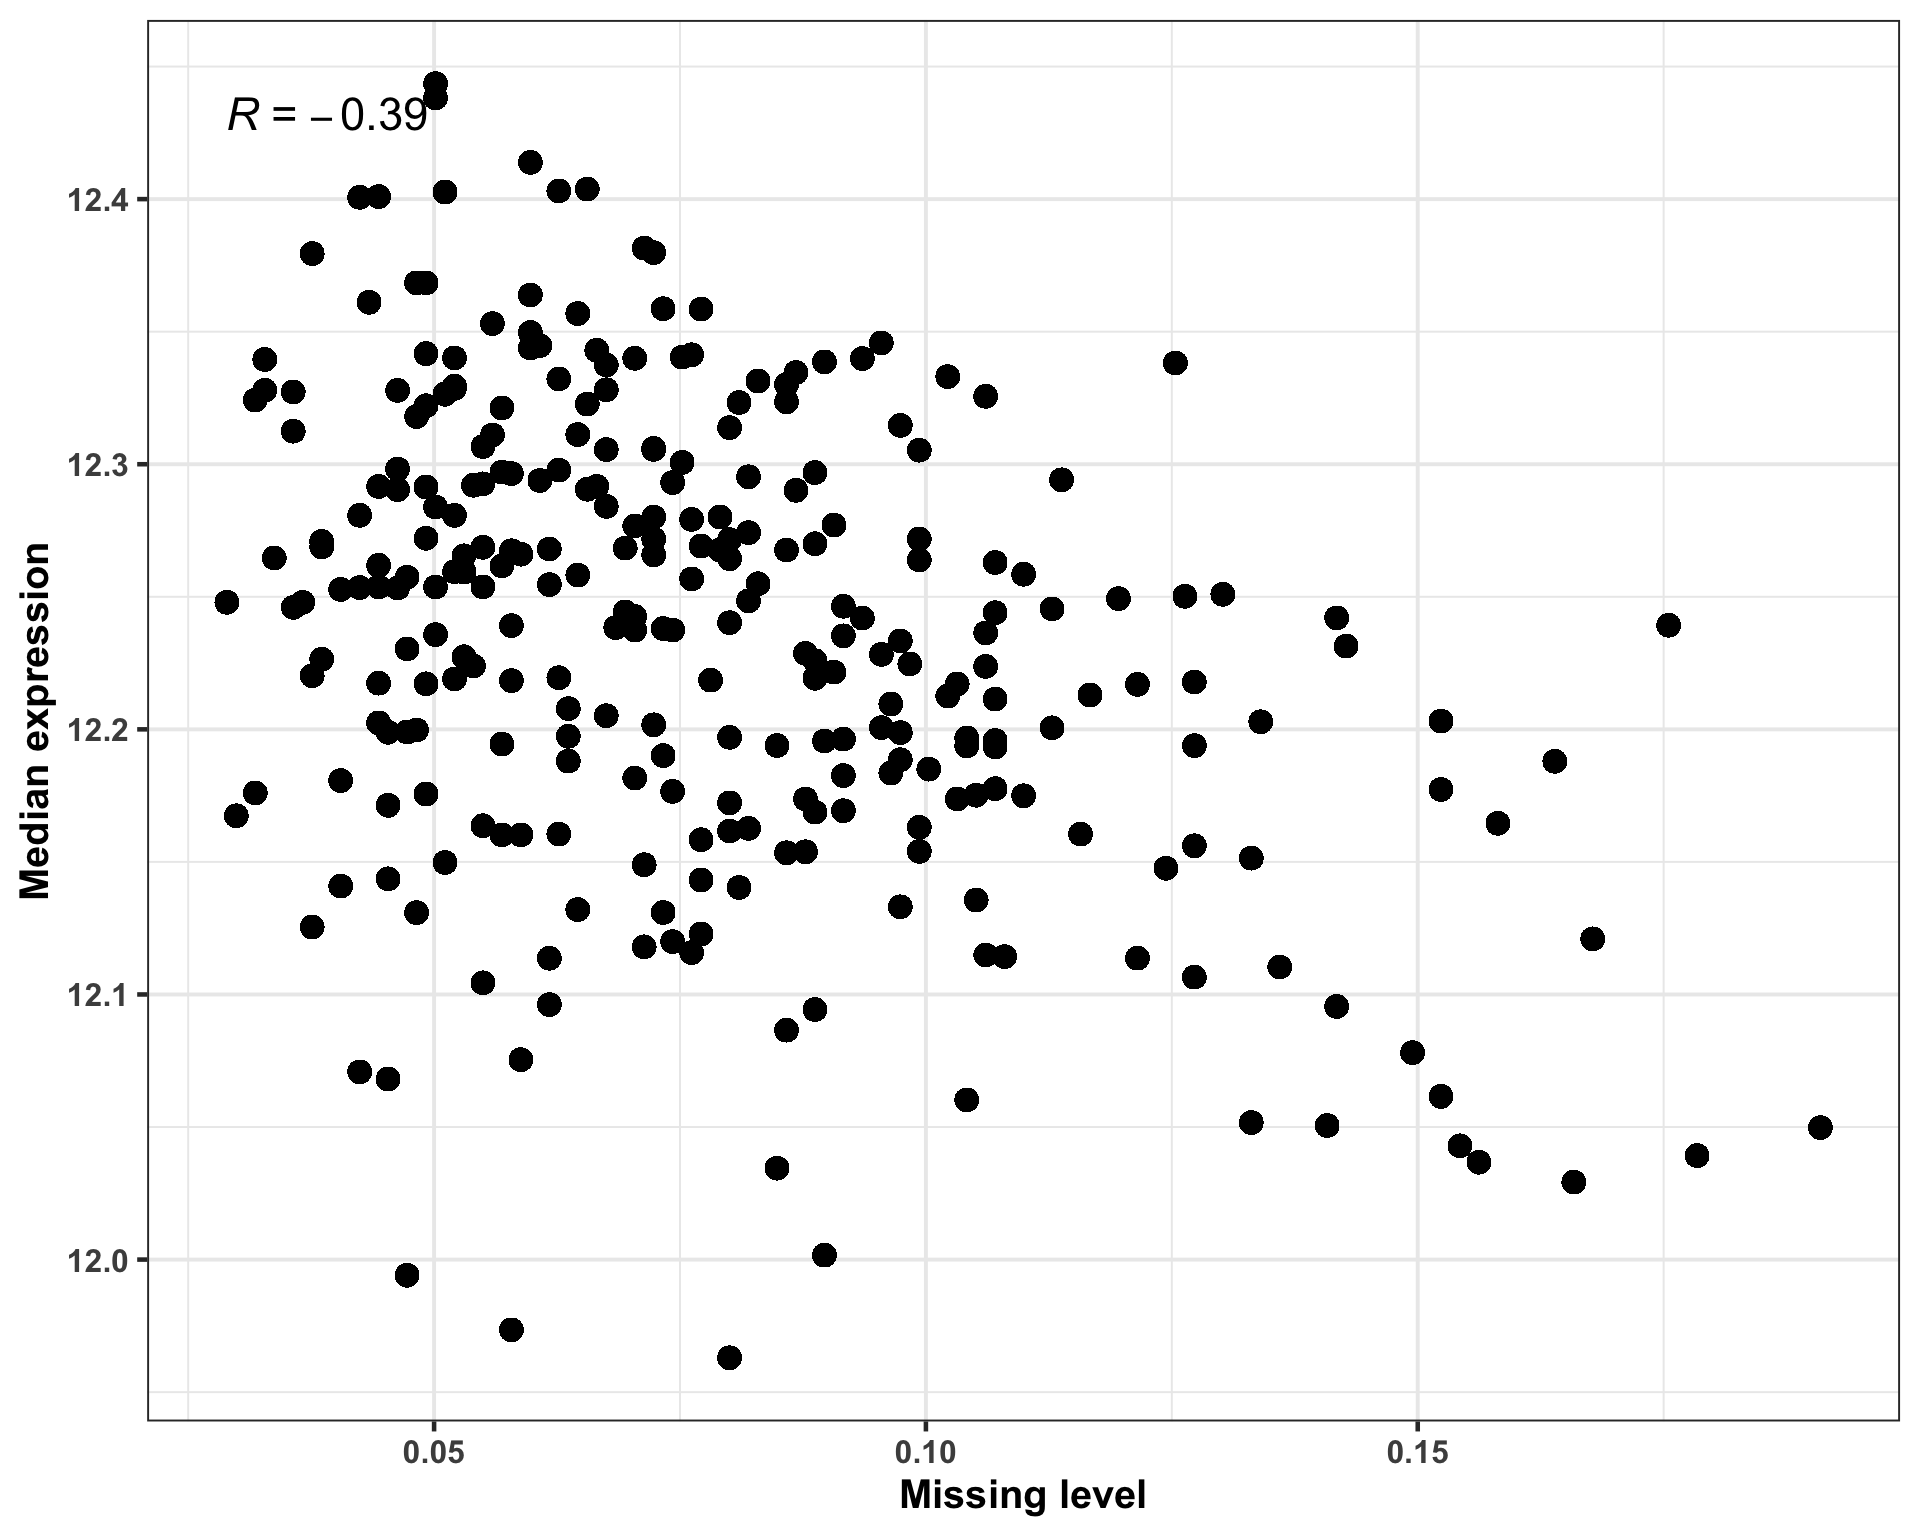 R = −0.39
12.4
12.3
12.2
12.1
12.0
Median expression
0.05 0.10 0.15
Missing level